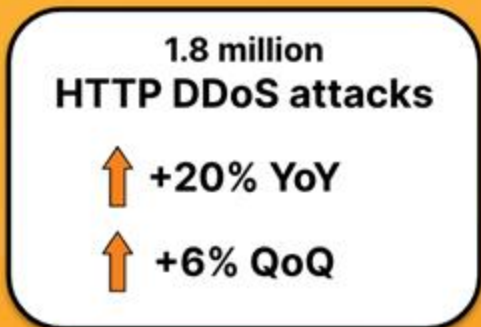 1.8 million
HTTP DDoS attacks
+20% YoY
+6% QoQ